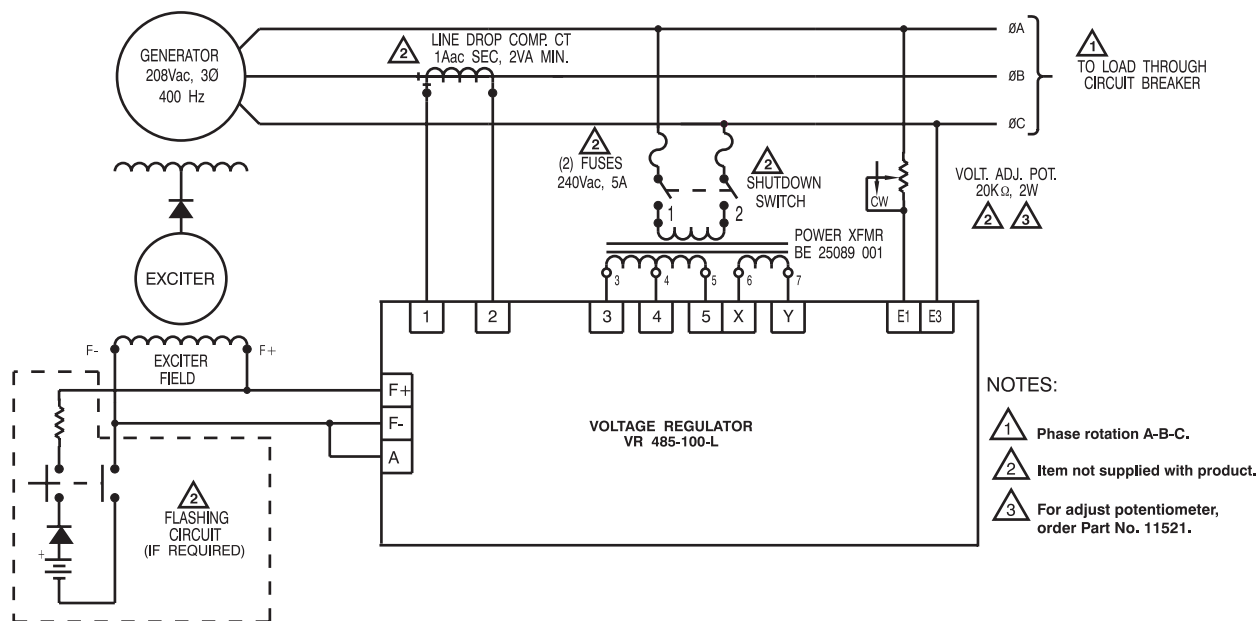 GENERATOR
208Vac, 3Ø
400 Hz
2
LINE DROP COMP. CT
1Aac SEC, 2VA MIN.
ØA
ØB
ØC
1
TO LOAD THROUGH
CIRCUIT BREAKER
2
(2) FUSES
240Vac, 5A
2
SHUTDOWN
SWITCH
1
2
CW
VOLT. ADJ. POT.
20KΩ, 2W
2
3
POWER XFMR
BE 25089 001
3
4
5
6
7
EXCITER
1
2
3
4
5
X
Y
E1
E3
F-
F+
EXCITER
FIELD
F+
F-
A
VOLTAGE REGULATOR
VR 485-100-L
2
FLASHING
CIRCUIT
(IF REQUIRED)
+
NOTES:
1 Phase rotation A-B-C.
2 Item not supplied with product.
3 For adjust potentiometer,
order Part No. 11521.